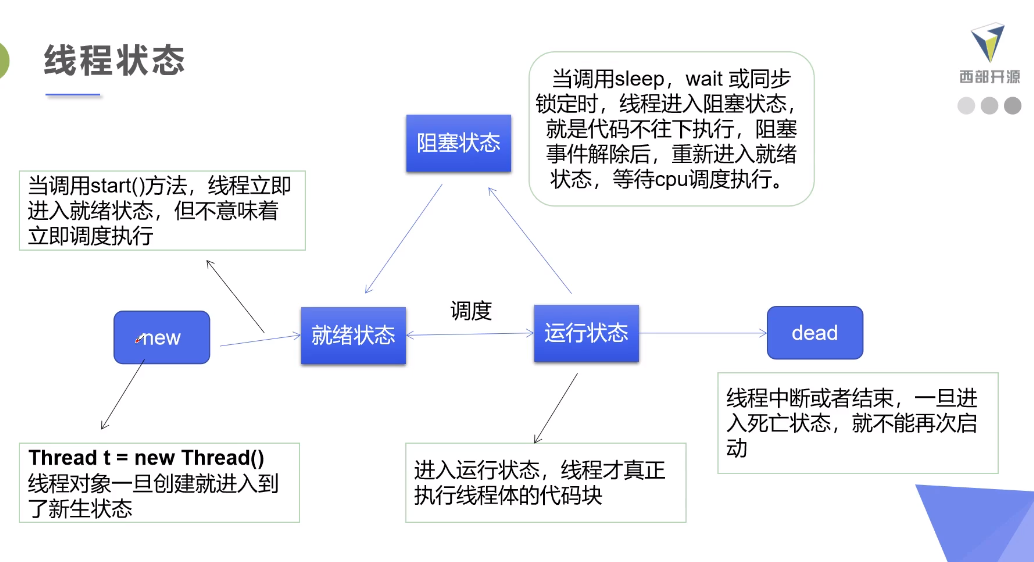 线程状态
西部开源
当调用sleep，wait 或同步
锁定时，线程进入阻塞状态，
就是代码不往下执行，阻塞
事件解除后，重新进入就绪
状态，等待cpu调度执行。
阻塞状态
当调用start()方法，线程立即
进入就绪状态，但不意味着
立即调度执行
new
就绪状态
调度
运行状态
dead
Thread t = new Thread()
线程对象一旦创建就进入到
了新生状态
进入运行状态，线程才真正
执行线程体的代码块
线程中断或者结束，一旦进
入死亡状态，就不能再次启
动